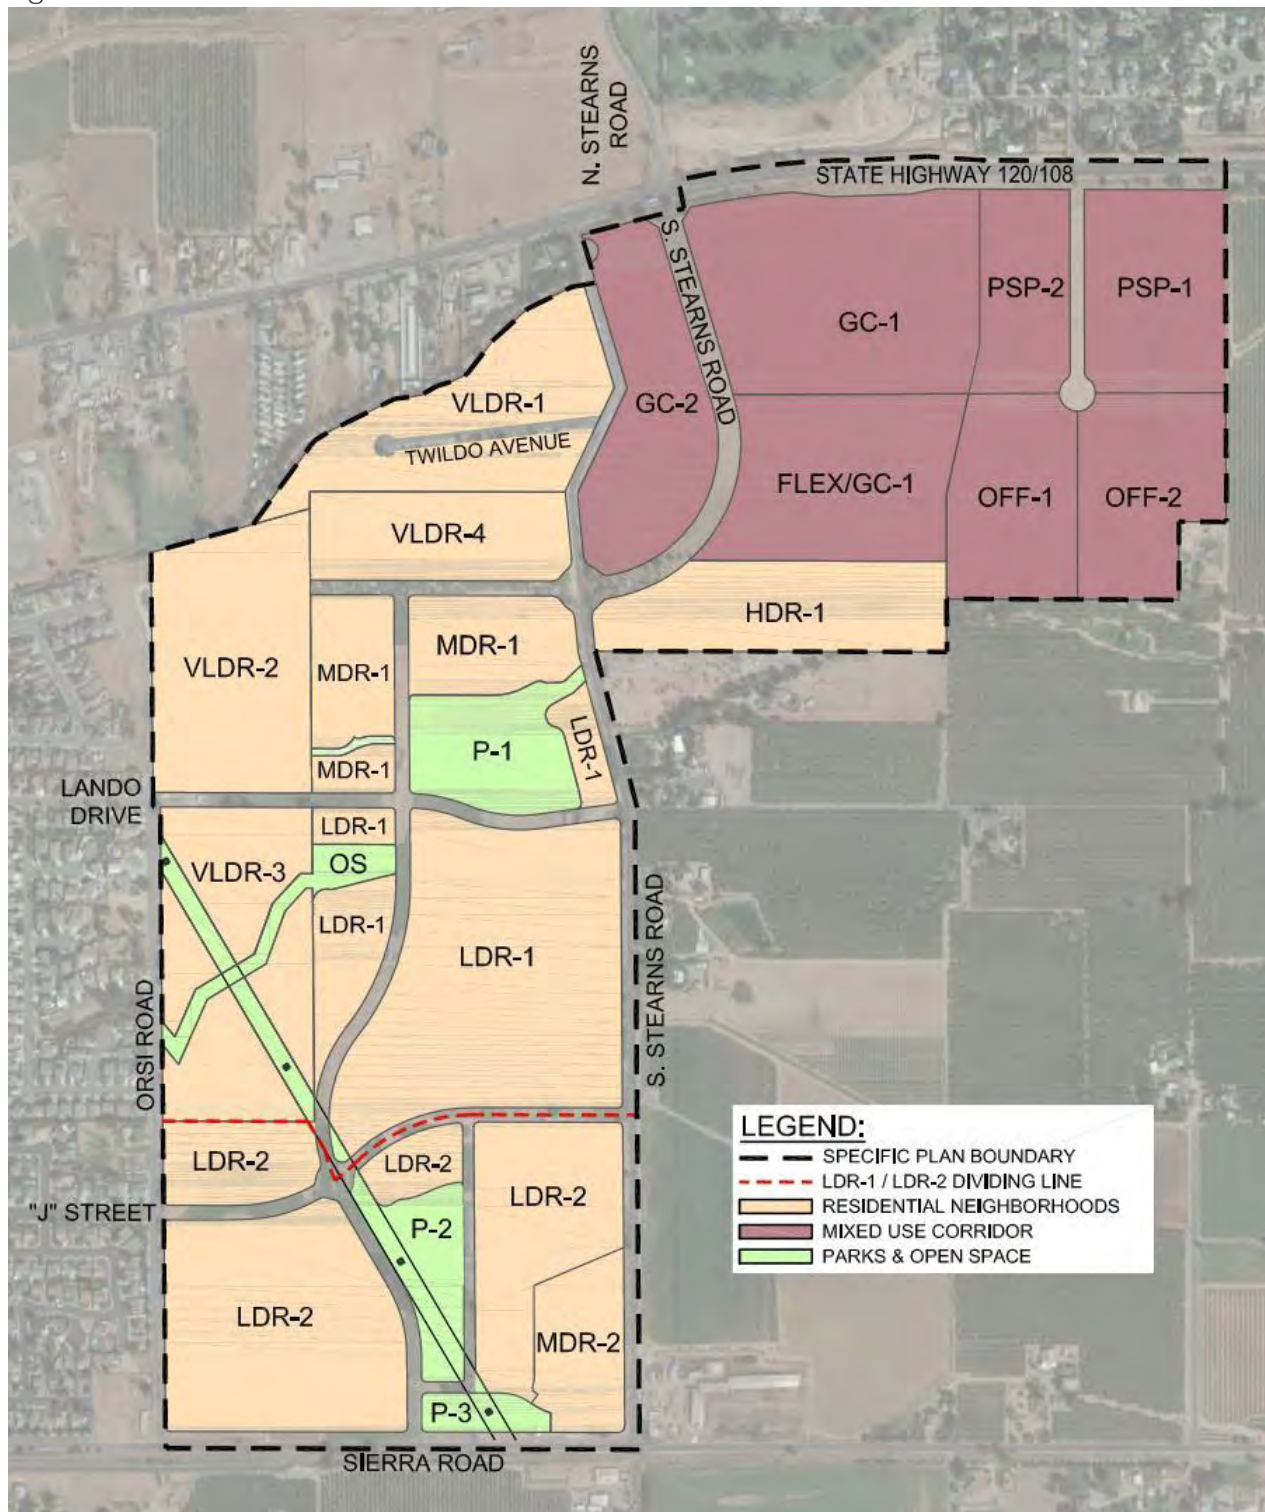 N. STEARNS
ROAD
STATE HIGHWAY 120/108
S. STEARNS ROAD
PSP-2
PSP-1
GC-1
VLDR-1
GC-2
TWILDO AVENUE
FLEX/GC-1
OFF-1
OFF-2
VLDR-4
HDR-1
MDR-1
VLDR-2
MDR-1
P-1
LDR-1
MDR-1
LANDO
DRIVE
LDR-1
OS
VLDR-3
LDR-1
LDR-1
S. STEARNS ROAD
ORSI ROAD
LDR-2
LDR-2
LDR-2
"J" STREET
P-2
LDR-2
MDR-2
P-3
SIERRA ROAD
LEGEND:
SPECIFIC PLAN BOUNDARY
LDR-1 / LDR-2 DIVIDING LINE
RESIDENTIAL NEIGHBORHOODS
MIXED USE CORRIDOR
PARKS & OPEN SPACE